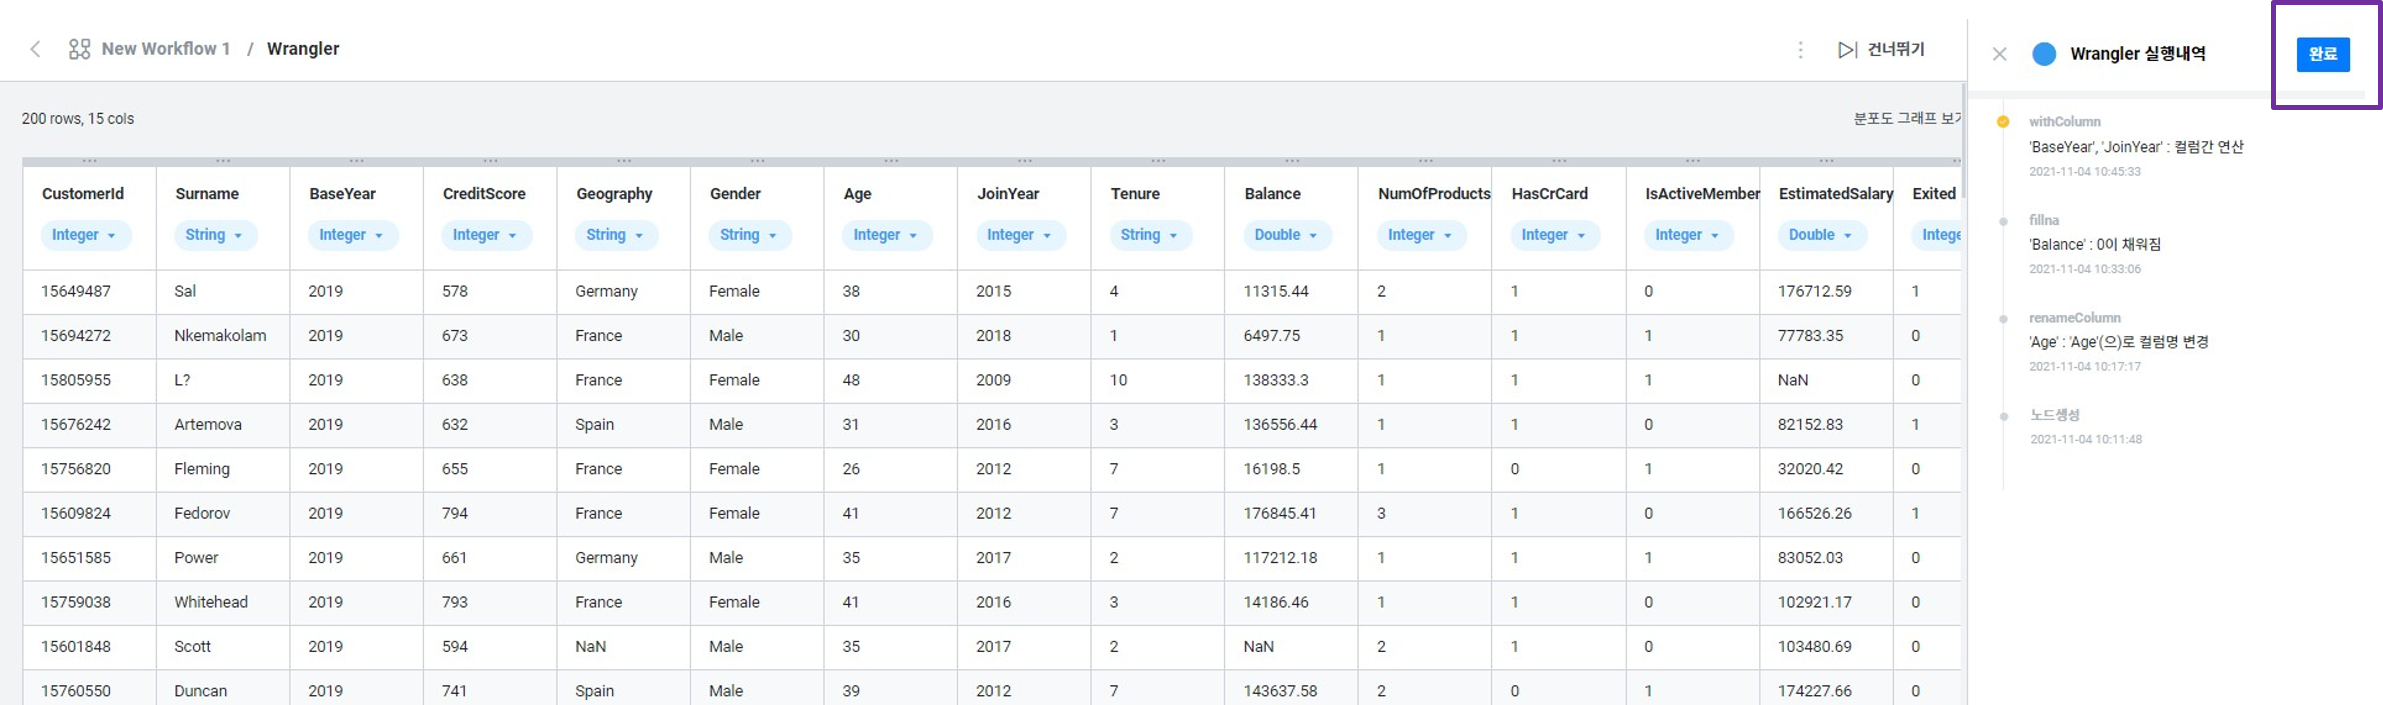 New Workflow 1 / Wrangler
건너뛰기
200 rows, 15 cols
분포도 그래프 보기
CustomerId Surname BaseYear CreditScore Geography Gender Age JoinYear Tenure Balance NumOfProducts HasCrCard IsActiveMember EstimatedSalary Exited
Integer String Integer Integer String String Integer Integer String Double Integer Integer Integer Double Intege
15649487 Sal 2019 578 Germany Female 38 2015 4 11315.44 2 1 0 176712.59 1
15694272 Nkemakolam 2019 673 France Male 30 2018 1 6497.75 1 1 1 77783.35 0
15805955 L? 2019 638 France Female 48 2009 10 138333.3 1 1 1 NaN 0
15676242 Artemova 2019 632 Spain Male 31 2016 3 136556.44 1 1 0 82152.83 1
15756820 Fleming 2019 655 France Female 26 2012 7 16198.5 1 0 1 32020.42 0
15609824 Fedorov 2019 794 France Female 41 2012 7 176845.41 3 1 0 166526.26 1
15651585 Power 2019 661 Germany Male 35 2017 2 117212.18 1 1 1 83052.03 0
15759038 Whitehead 2019 793 France Female 41 2016 3 14186.46 1 1 0 102921.17 0
15601848 Scott 2019 594 NaN Male 35 2017 2 NaN 2 1 0 103480.69 0
15760550 Duncan 2019 741 Spain Male 39 2012 7 143637.58 2 0 1 174227.66 0
Wrangler 실행내역
완료
withColumn
'BaseYear', 'JoinYear' : 컬럼간 연산
2021-11-04 10:45:33
fillna
'Balance' : 0이 채워짐
2021-11-04 10:33:06
renameColumn
'Age' : 'Age'(으)로 컬럼명 변경
2021-11-04 10:17:17
노드생성
2021-11-04 10:11:48